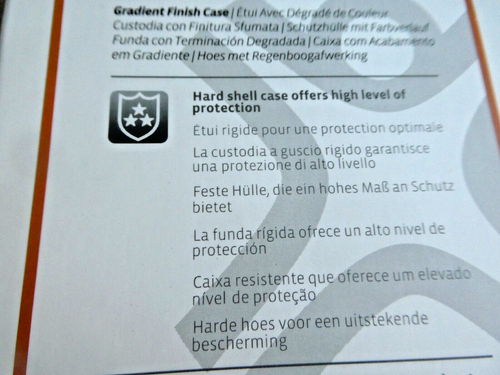 Gradient Finish Case | Étui Avec Dégradé de Couleur
Custodia con Finitura Sfumata | Schutzhülle mit Farbverlauf
Funda con Terminación Degradada | Caixa com Acabamento
em Gradiente | Hoes met Regenboogafwerking
Hard shell case offers high level of
protection
Étui rigide pour une protection optimale
La custodia a guscio rigido garantisce
una protezione di alto livello
Feste Hülle, die ein hohes Maß an Schutz
bietet
La funda rígida ofrece un alto nivel de
protección
Caixa resistente que oferece um elevado
nível de proteção
Harde hoes voor een uitstekende
bescherming